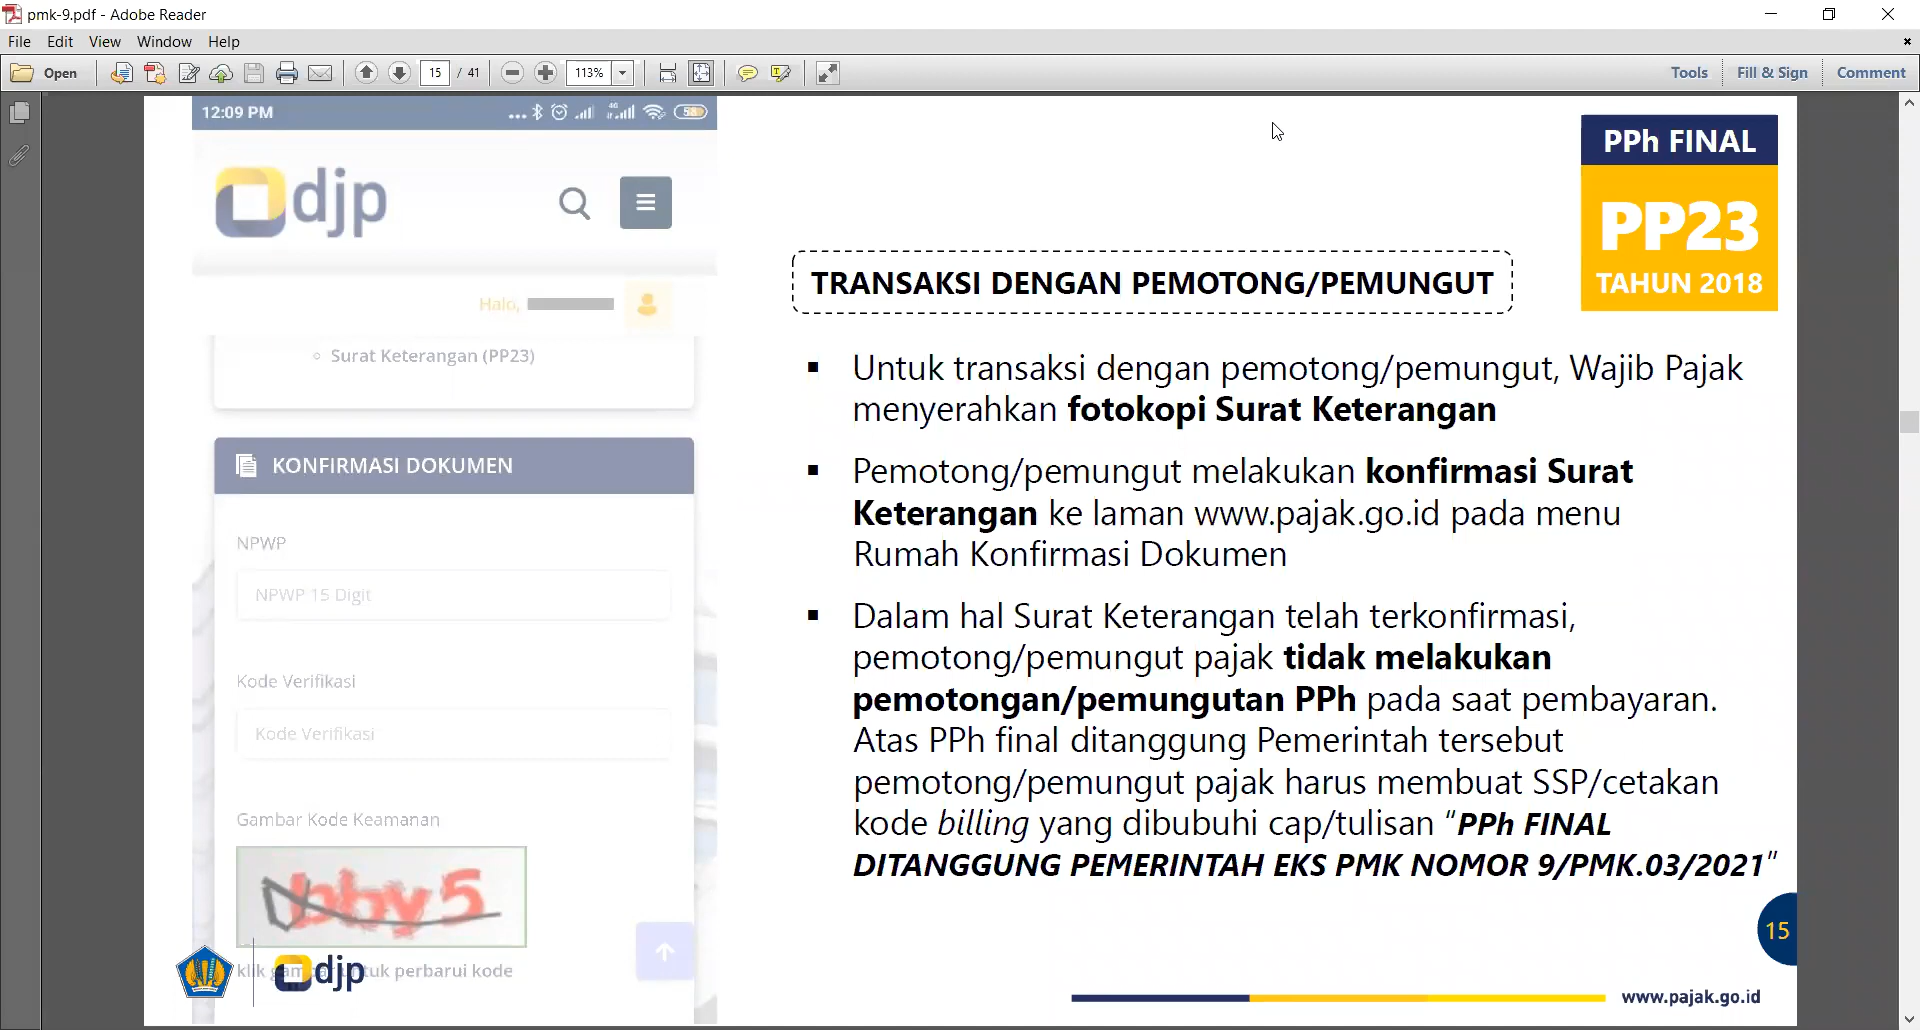 pmk-9.pdf - Adobe Reader
File Edit View Window Help
Open 15 / 41 113% Tools Fill & Sign Comment
12:09 PM 4G 58
djp
Halo,
Surat Keterangan (PP23)
KONFIRMASI DOKUMEN
NPWP
NPWP 15 Digit
Kode Verifikasi
Kode Verifikasi
Gambar Kode Keamanan
bby5
klik gambar untuk perbarui kode
djp
PPh FINAL
PP23
TAHUN 2018
TRANSAKSI DENGAN PEMOTONG/PEMUNGUT
▪ Untuk transaksi dengan pemotong/pemungut, Wajib Pajak
menyerahkan fotokopi Surat Keterangan
▪ Pemotong/pemungut melakukan konfirmasi Surat
Keterangan ke laman www.pajak.go.id pada menu
Rumah Konfirmasi Dokumen
▪ Dalam hal Surat Keterangan telah terkonfirmasi,
pemotong/pemungut pajak tidak melakukan
pemotongan/pemungutan PPh pada saat pembayaran.
Atas PPh final ditanggung Pemerintah tersebut
pemotong/pemungut pajak harus membuat SSP/cetakan
kode billing yang dibubuhi cap/tulisan “PPh FINAL
DITANGGUNG PEMERINTAH EKS PMK NOMOR 9/PMK.03/2021”
15
www.pajak.go.id